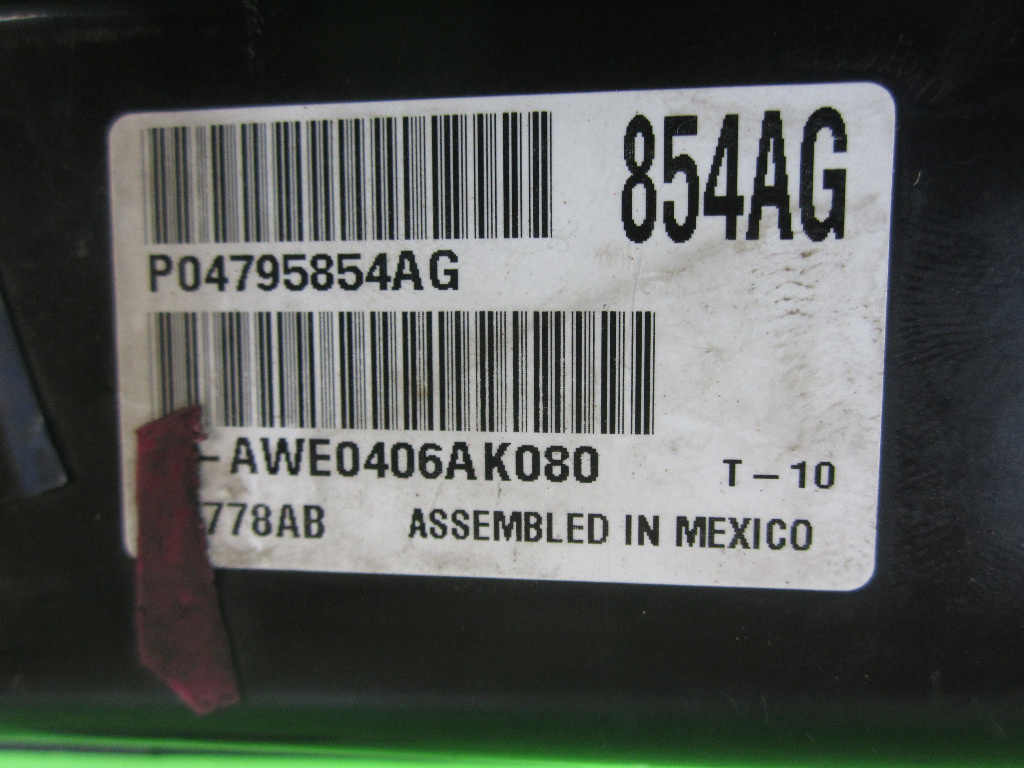 854AG
P04795854AG
-AWE0406AK080
T-10
778AB
ASSEMBLED IN MEXICO